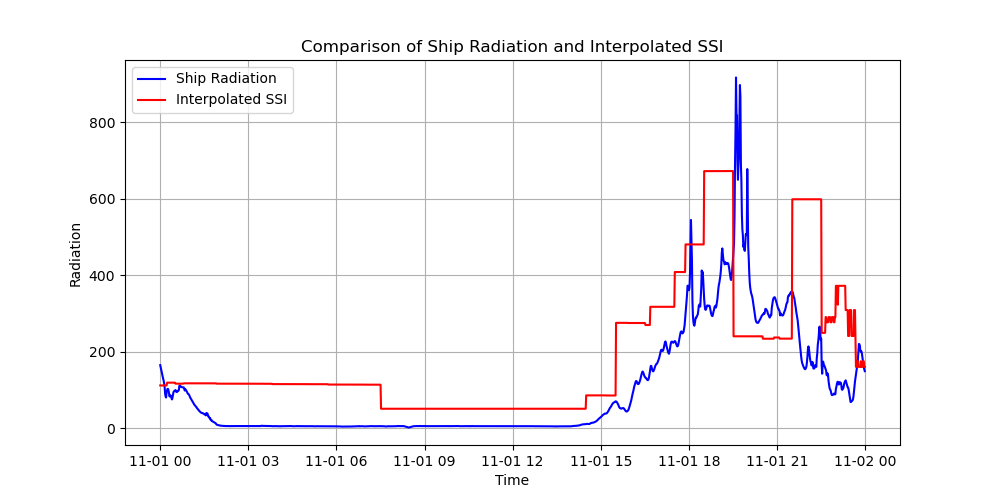 Comparison of Ship Radiation and Interpolated SSI
Ship Radiation
Interpolated SSI
Radiation
800
600
400
200
0
11-01 00 11-01 03 11-01 06 11-01 09 11-01 12 11-01 15 11-01 18 11-01 21 11-02 00
Time